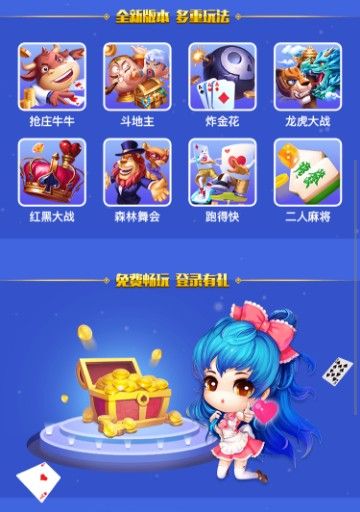 全新版本 多重玩法
抢庄牛牛 斗地主 炸金花 龙虎大战
红黑大战 森林舞会 跑得快 二人麻将
免费畅玩 登录有礼